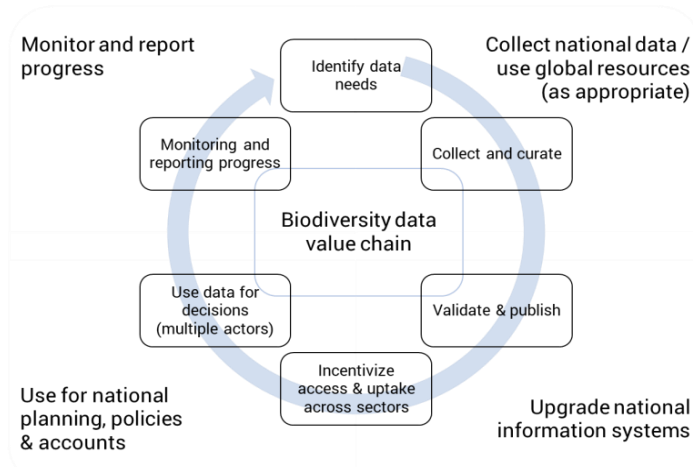 Monitor and report
progress
Collect national data /
use global resources
(as appropriate)
Identify data
needs
Monitoring and
reporting progress
Collect and curate
Biodiversity data
value chain
Use data for
decisions
(multiple actors)
Validate & publish
Incentivize
access & uptake
across sectors
Use for national
planning, policies
& accounts
Upgrade national
information systems